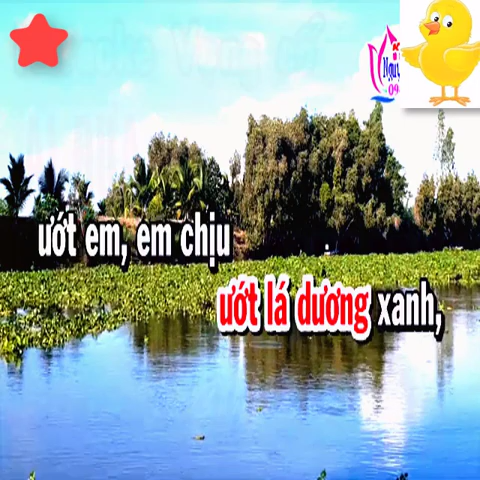 ướt em, em chịu
ướt lá dương xanh,